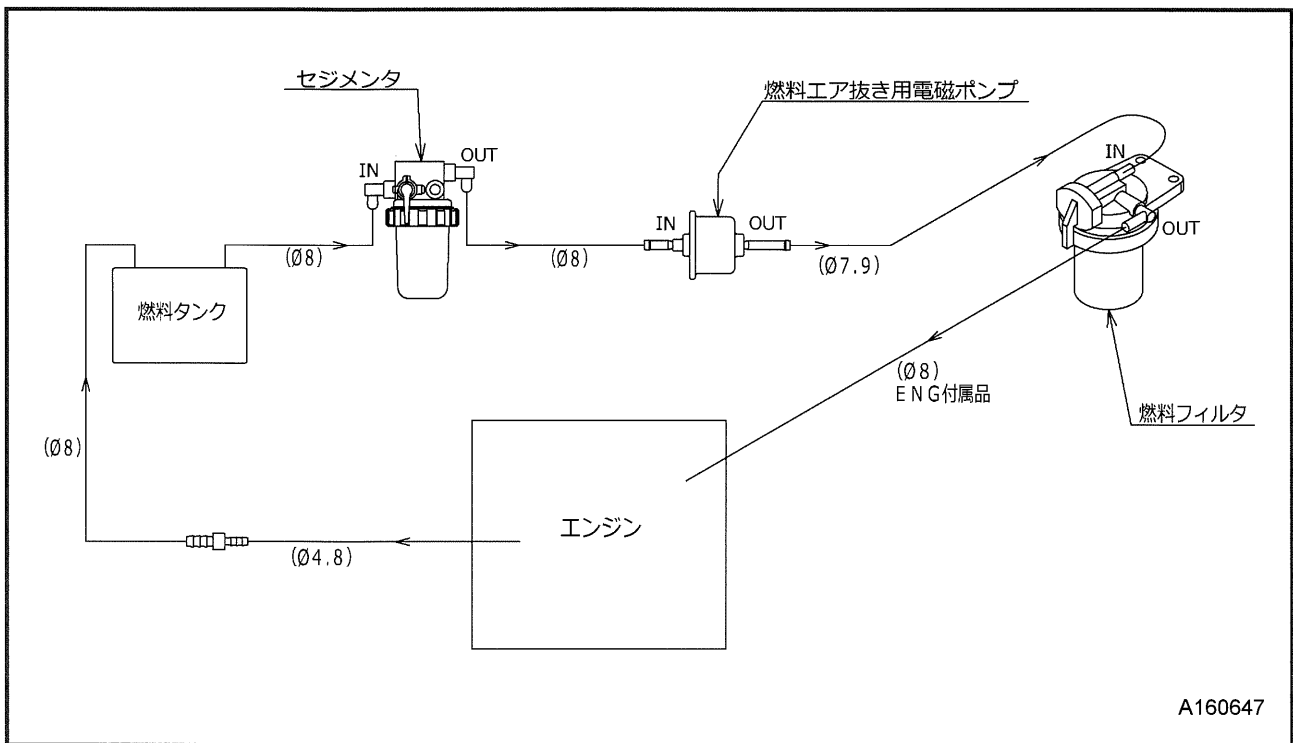 セジメンタ
燃料エア抜き用電磁ポンプ
IN
OUT
IN
IN
OUT
OUT
(Ø8)
(Ø8)
(Ø7.9)
燃料タンク
(Ø8)
ENG付属品
燃料フィルタ
(Ø8)
エンジン
(Ø4.8)
A160647